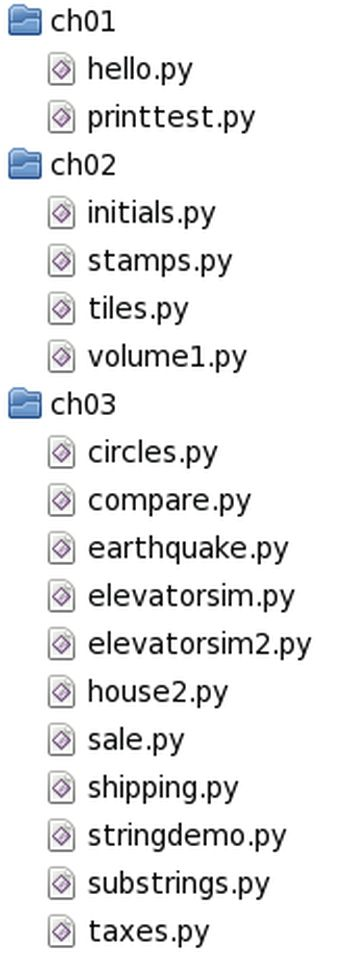 ch01
hello.py
printtest.py
ch02
initials.py
stamps.py
tiles.py
volume1.py
ch03
circles.py
compare.py
earthquake.py
elevatorsim.py
elevatorsim2.py
house2.py
sale.py
shipping.py
stringdemo.py
substrings.py
taxes.py